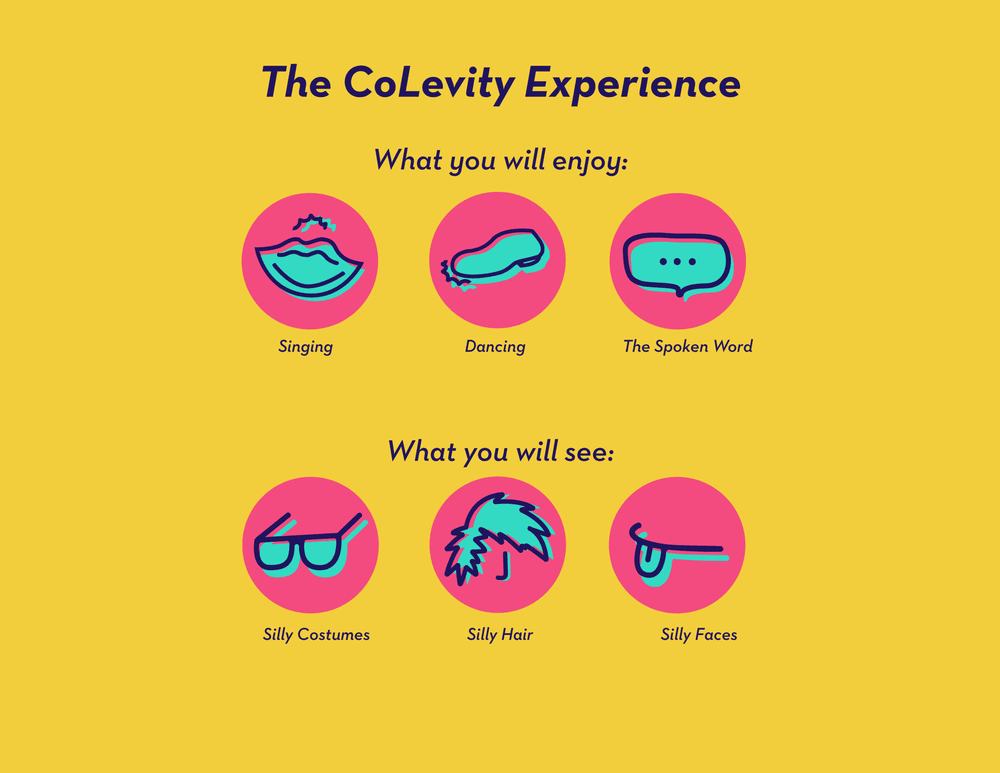 The CoLevity Experience
What you will enjoy:
Singing
Dancing
The Spoken Word
What you will see:
Silly Costumes
Silly Hair
Silly Faces